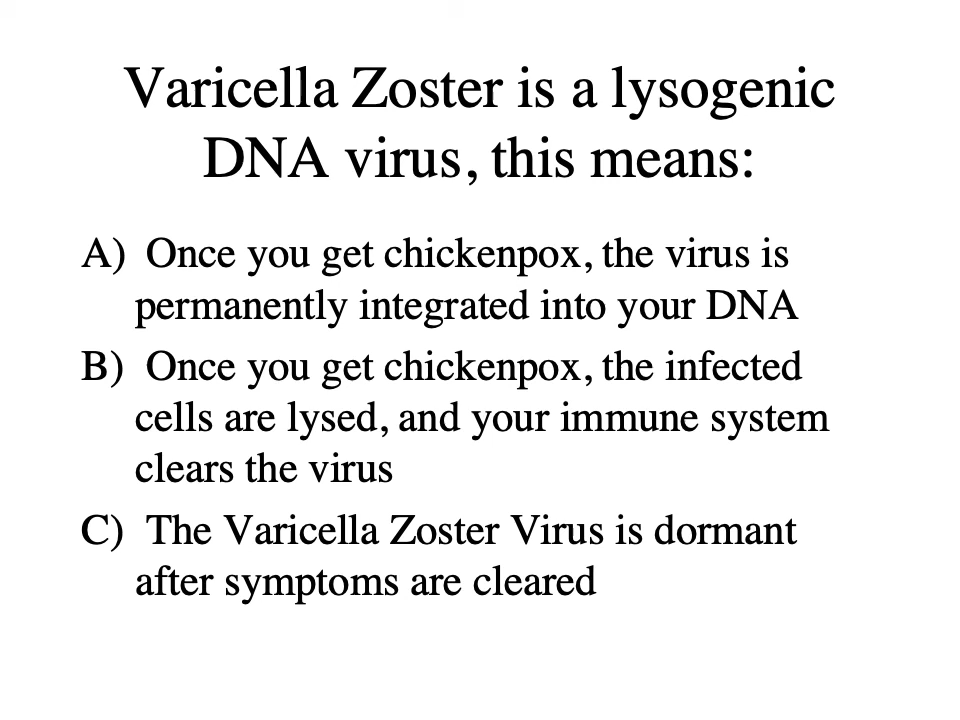 Varicella Zoster is a lysogenic
DNA virus, this means:
A) Once you get chickenpox, the virus is
permanently integrated into your DNA
B) Once you get chickenpox, the infected
cells are lysed, and your immune system
clears the virus
C) The Varicella Zoster Virus is dormant
after symptoms are cleared